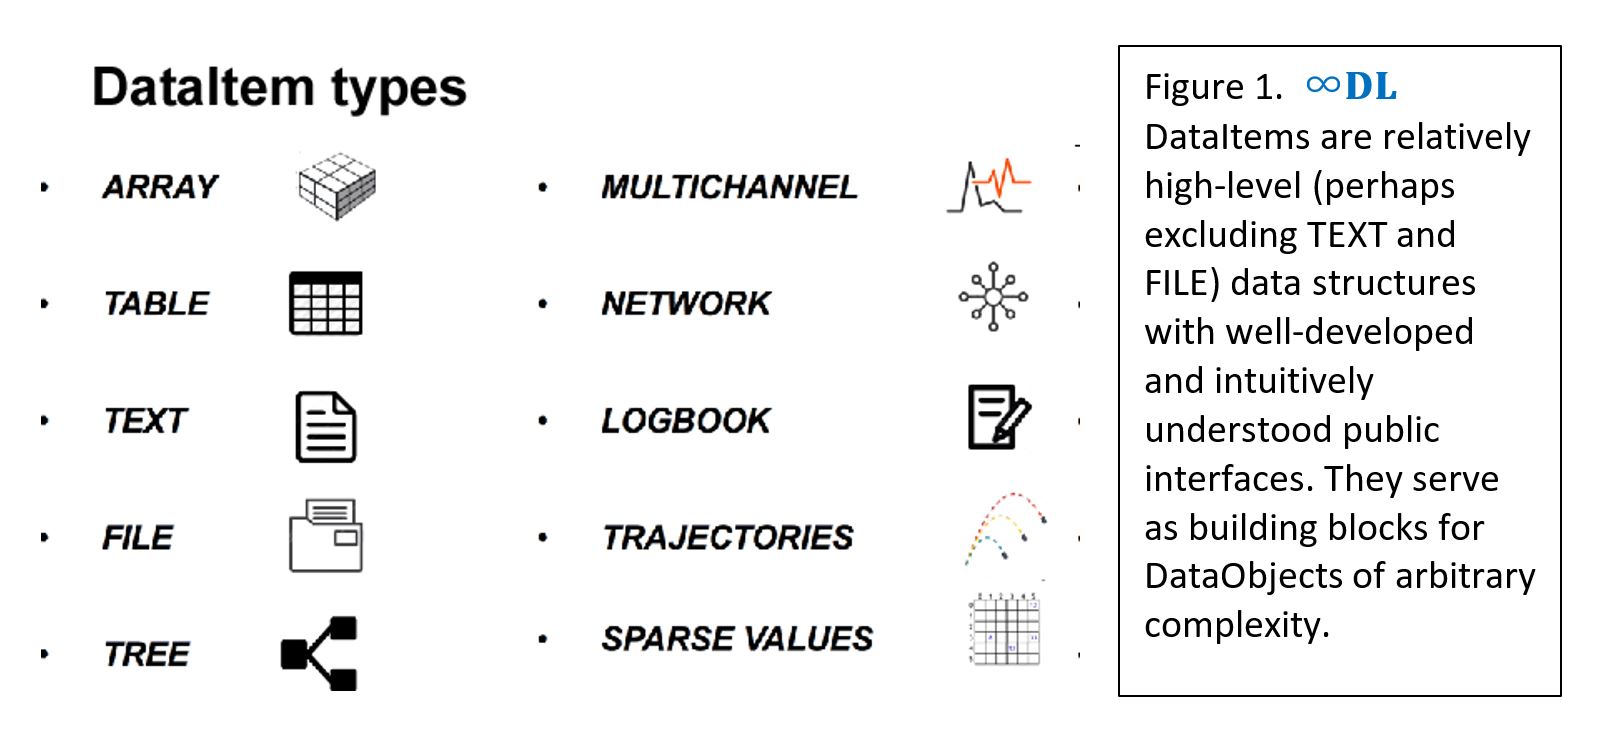 DataItem types
• ARRAY
• TABLE
• TEXT
• FILE
• TREE
• MULTICHANNEL
• NETWORK
• LOGBOOK
• TRAJECTORIES
• SPARSE VALUES
Figure 1. ∞DL
DataItems are relatively
high-level (perhaps
excluding TEXT and
FILE) data structures
with well-developed
and intuitively
understood public
interfaces. They serve
as building blocks for
DataObjects of arbitrary
complexity.